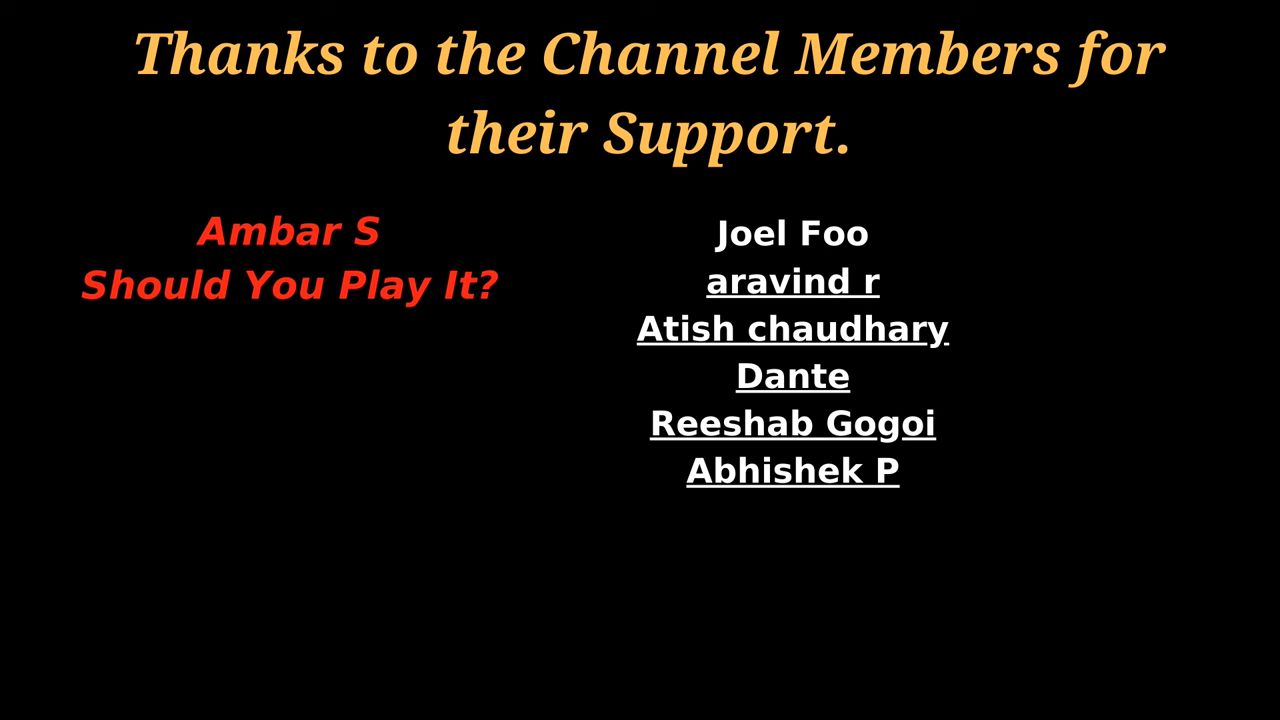 Thanks to the Channel Members for
their Support.
Ambar S
Should You Play It?
Joel Foo
aravind r
Atish chaudhary
Dante
Reeshab Gogoi
Abhishek P